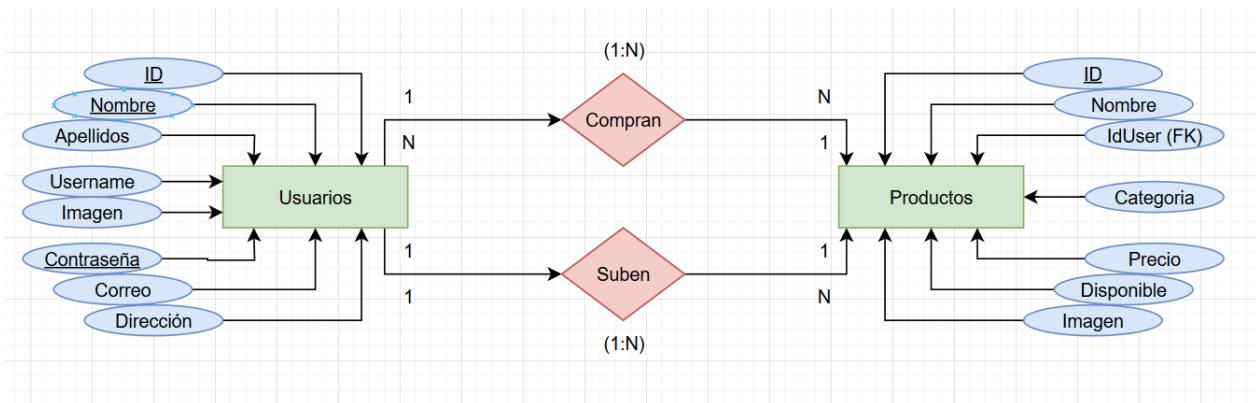 (1:N)
ID
Nombre
Apellidos
Username
Imagen
Usuarios
Contraseña
Correo
Dirección
1
N
Compran
N
1
1
1
Suben
1
N
(1:N)
ID
Nombre
IdUser (FK)
Productos
Categoria
Precio
Disponible
Imagen